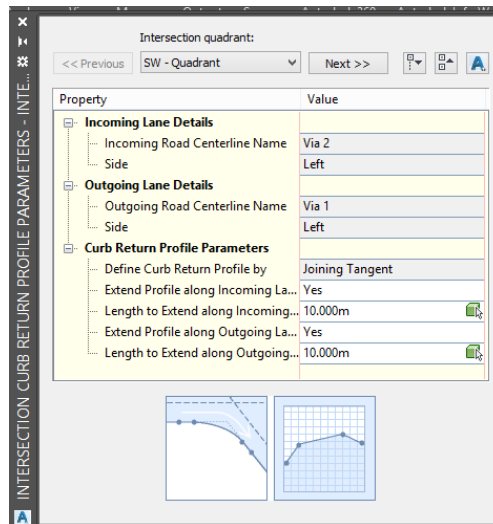 Intersection quadrant:
<< Previous
SW - Quadrant
Next >>
Property Value
Incoming Lane Details
Incoming Road Centerline Name Via 2
Side Left
Outgoing Lane Details
Outgoing Road Centerline Name Via 1
Side Left
Curb Return Profile Parameters
Define Curb Return Profile by Joining Tangent
Extend Profile along Incoming La... Yes
Length to Extend along Incoming... 10.000m
Extend Profile along Outgoing La... Yes
Length to Extend along Outgoing... 10.000m
INTERSECTION CURB RETURN PROFILE PARAMETERS - INTE...